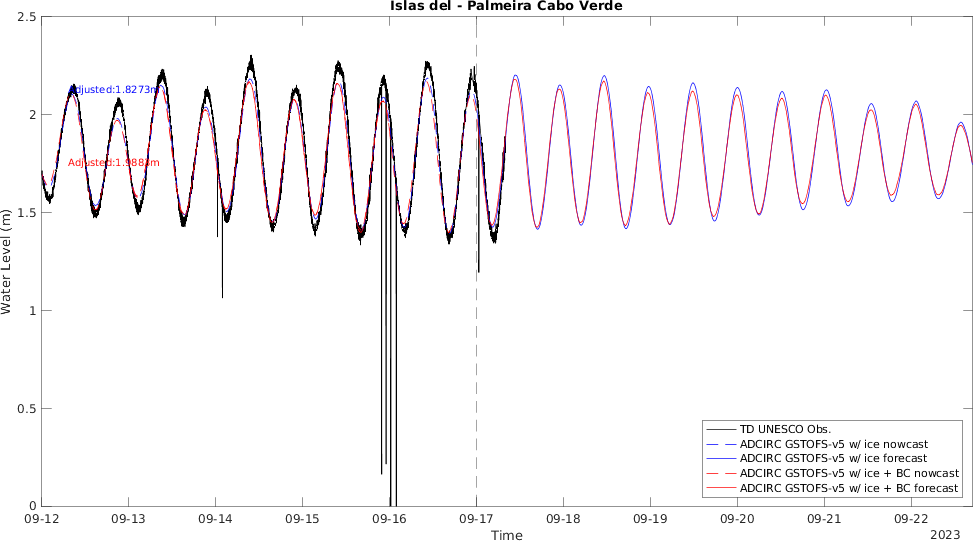 Islas del - Palmeira Cabo Verde
2.5
2
1.5
1
0.5
0
Water Level (m)
Adjusted:1.8273m
Adjusted:1.9883m
TD UNESCO Obs.
ADCIRC GSTOFS-v5 w/ ice nowcast
ADCIRC GSTOFS-v5 w/ ice forecast
ADCIRC GSTOFS-v5 w/ ice + BC nowcast
ADCIRC GSTOFS-v5 w/ ice + BC forecast
09-12 09-13 09-14 09-15 09-16 09-17 09-18 09-19 09-20 09-21 09-22
Time
2023